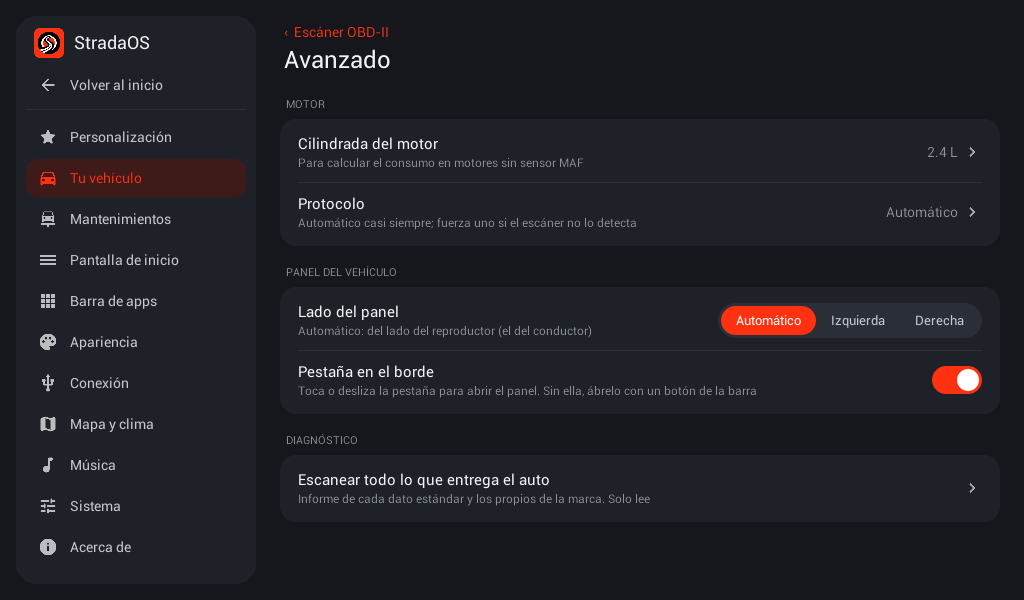 StradaOS
Volver al inicio
Personalización
Tu vehículo
Mantenimientos
Pantalla de inicio
Barra de apps
Apariencia
Conexión
Mapa y clima
Música
Sistema
Acerca de
‹ Escáner OBD-II
Avanzado
MOTOR
Cilindrada del motor
Para calcular el consumo en motores sin sensor MAF
2.4 L
Protocolo
Automático casi siempre; fuerza uno si el escáner no lo detecta
Automático
PANEL DEL VEHÍCULO
Lado del panel
Automático: del lado del reproductor (el del conductor)
Automático Izquierda Derecha
Pestaña en el borde
Toca o desliza la pestaña para abrir el panel. Sin ella, ábrelo con un botón de la barra
DIAGNÓSTICO
Escanear todo lo que entrega el auto
Informe de cada dato estándar y los propios de la marca. Solo lee